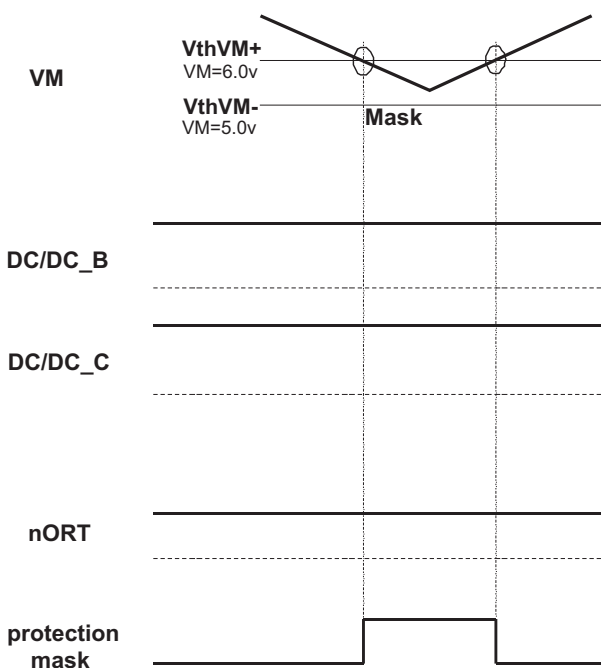 VthVM+
VM=6.0v
VM
VthVM-
VM=5.0v
Mask
DC/DC_B
DC/DC_C
nORT
protection
mask